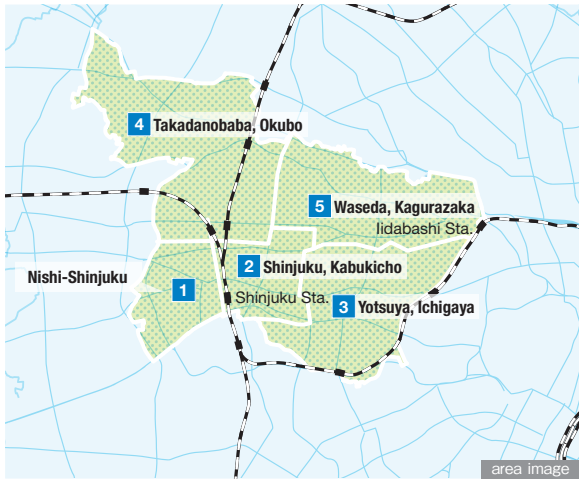 4 Takadanobaba, Okubo
5 Waseda, Kagurazaka
Iidabashi Sta.
2 Shinjuku, Kabukicho
Nishi-Shinjuku
1
Shinjuku Sta.
3 Yotsuya, Ichigaya
area image